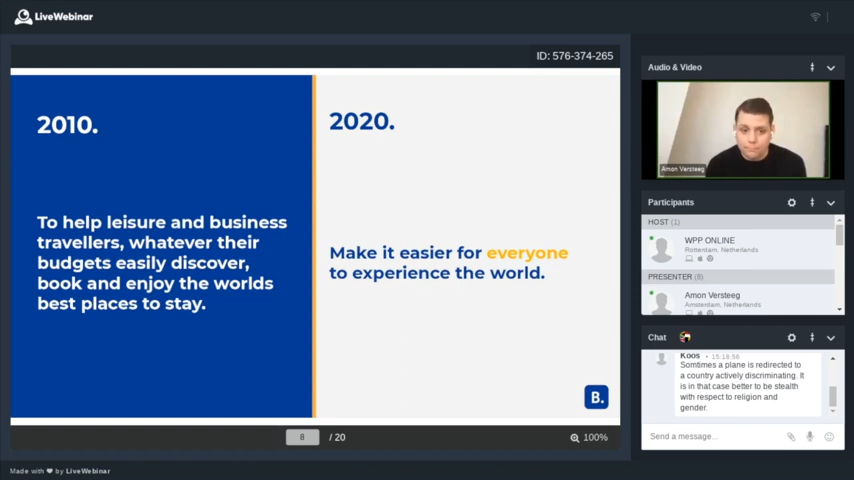 LiveWebinar
ID: 576-374-265
2010.
To help leisure and business
travellers, whatever their
budgets easily discover,
book and enjoy the worlds
best places to stay.
2020.
Make it easier for everyone
to experience the world.
B.
8 / 20
100%
Audio & Video
Amon Versteeg
Participants
HOST (1)
WPP ONLINE
Rotterdam, Netherlands
PRESENTER (8)
Amon Versteeg
Amsterdam, Netherlands
Chat
Koos • 15:18:56
Somtimes a plane is redirected to
a country actively discriminating. It
is in that case better to be stealth
with respect to religion and
gender.
Send a message...
Made with ❤ by LiveWebinar